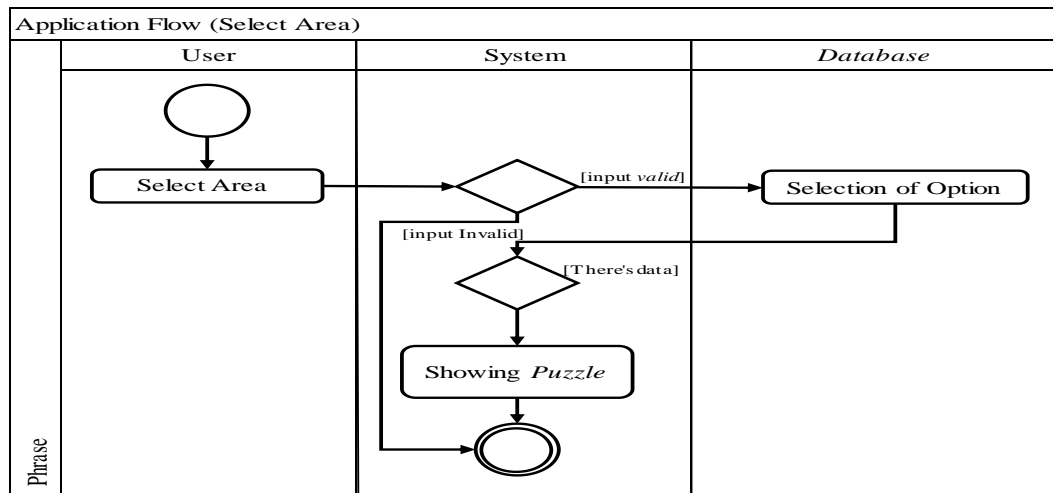 Application Flow (Select Area)
User
System
Database
Select Area
[input valid]
Selection of Option
[input Invalid]
[There's data]
Showing Puzzle
Phrase